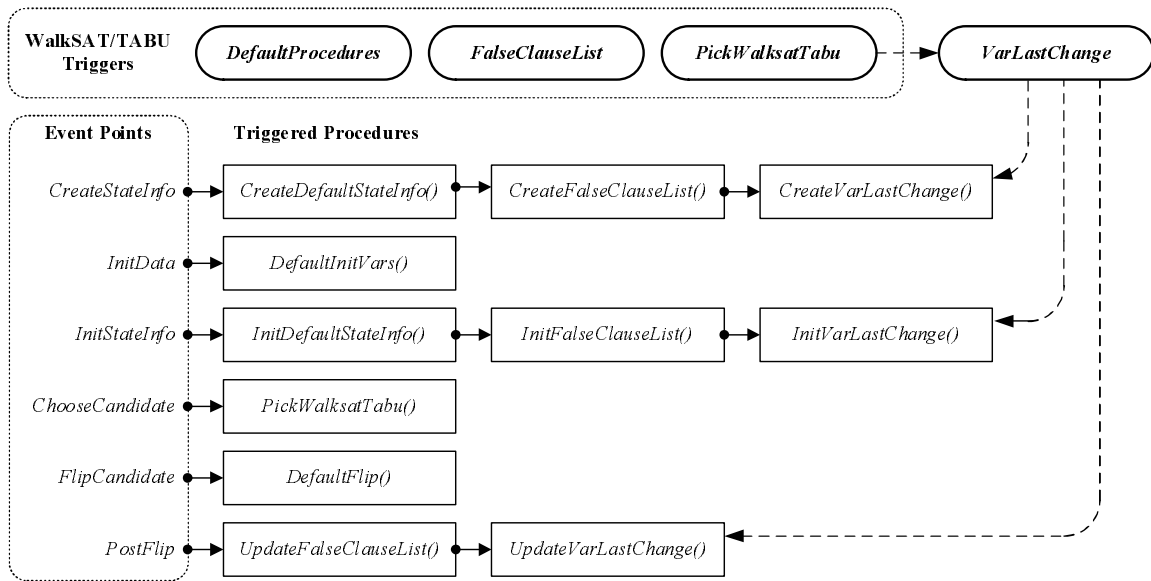 WalkSAT/TABU
Triggers
DefaultProcedures
FalseClauseList
PickWalksatTabu
VarLastChange
Event Points
Triggered Procedures
CreateStateInfo
CreateDefaultStateInfo()
CreateFalseClauseList()
CreateVarLastChange()
InitData
DefaultInitVars()
InitStateInfo
InitDefaultStateInfo()
InitFalseClauseList()
InitVarLastChange()
ChooseCandidate
PickWalksatTabu()
FlipCandidate
DefaultFlip()
PostFlip
UpdateFalseClauseList()
UpdateVarLastChange()